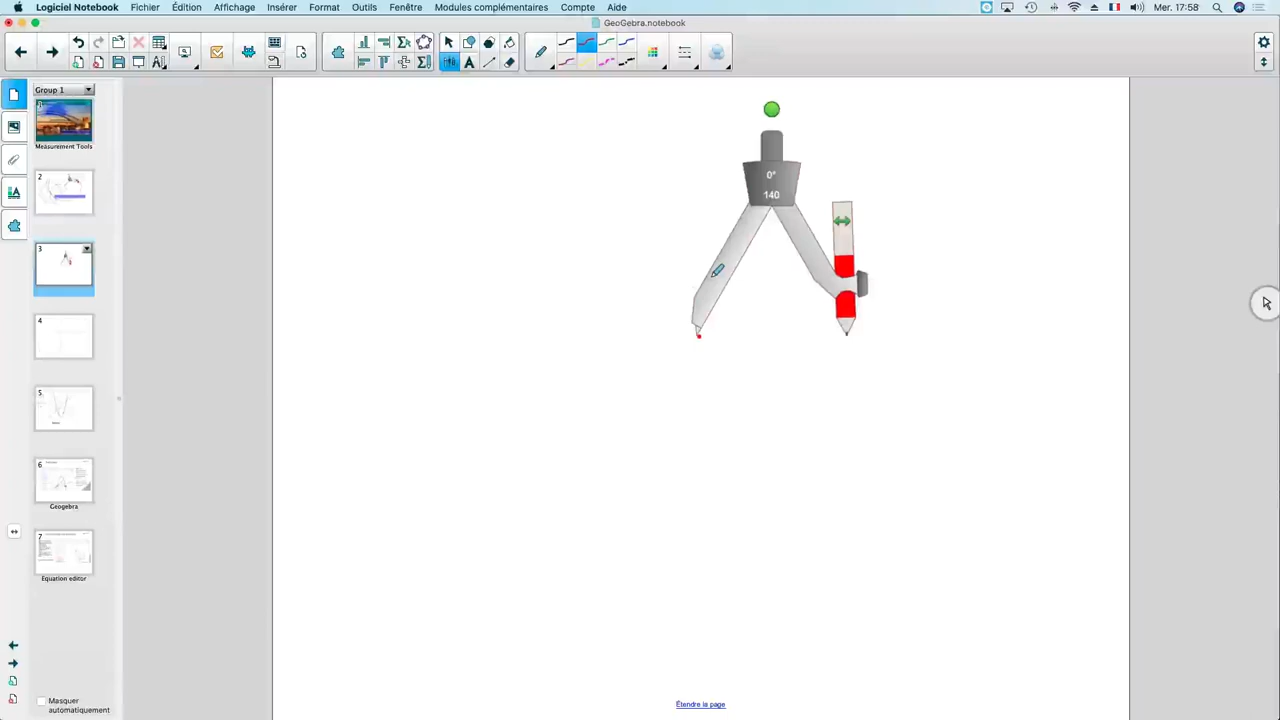 Logiciel Notebook Fichier Édition Affichage Insérer Format Outils Fenêtre Modules complémentaires Compte Aide Mer. 17:58
GeoGebra.notebook
Group 1
1
Measurement Tools
2
3
4
5
6
Geogebra
7
Equation editor
0°
140
Masquer
automatiquement
Étendre la page